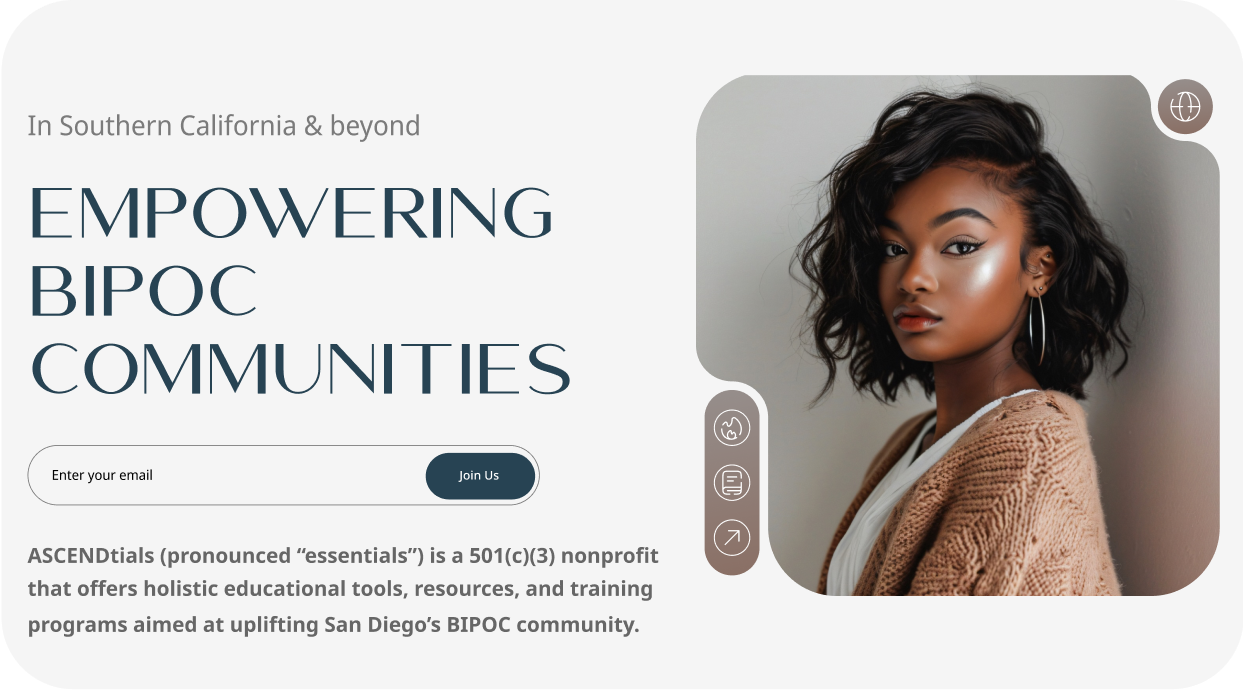 In Southern California & beyond
EMPOWERING
BIPOC
COMMUNITIES
Enter your email
Join Us
ASCENDtials (pronounced “essentials”) is a 501(c)(3) nonprofit
that offers holistic educational tools, resources, and training
programs aimed at uplifting San Diego’s BIPOC community.